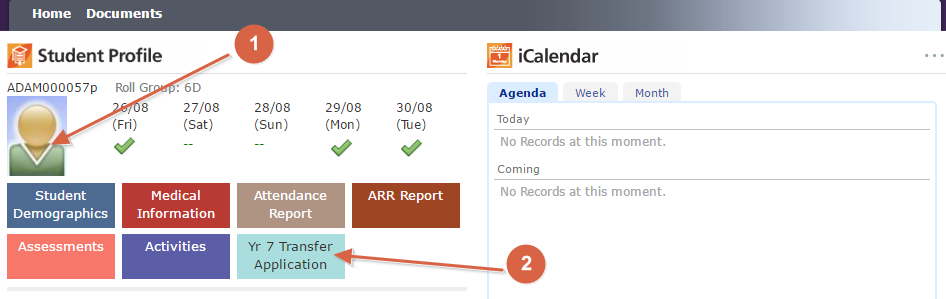 Home Documents
1
Student Profile
iCalendar
ADAM000057p Roll Group: 6D
26/08 27/08 28/08 29/08 30/08
(Fri) (Sat) (Sun) (Mon) (Tue)
-- --
Student Demographics
Medical Information
Attendance Report
ARR Report
Assessments
Activities
Yr 7 Transfer Application
2
Agenda Week Month
Today
No Records at this moment.
Coming
No Records at this moment.